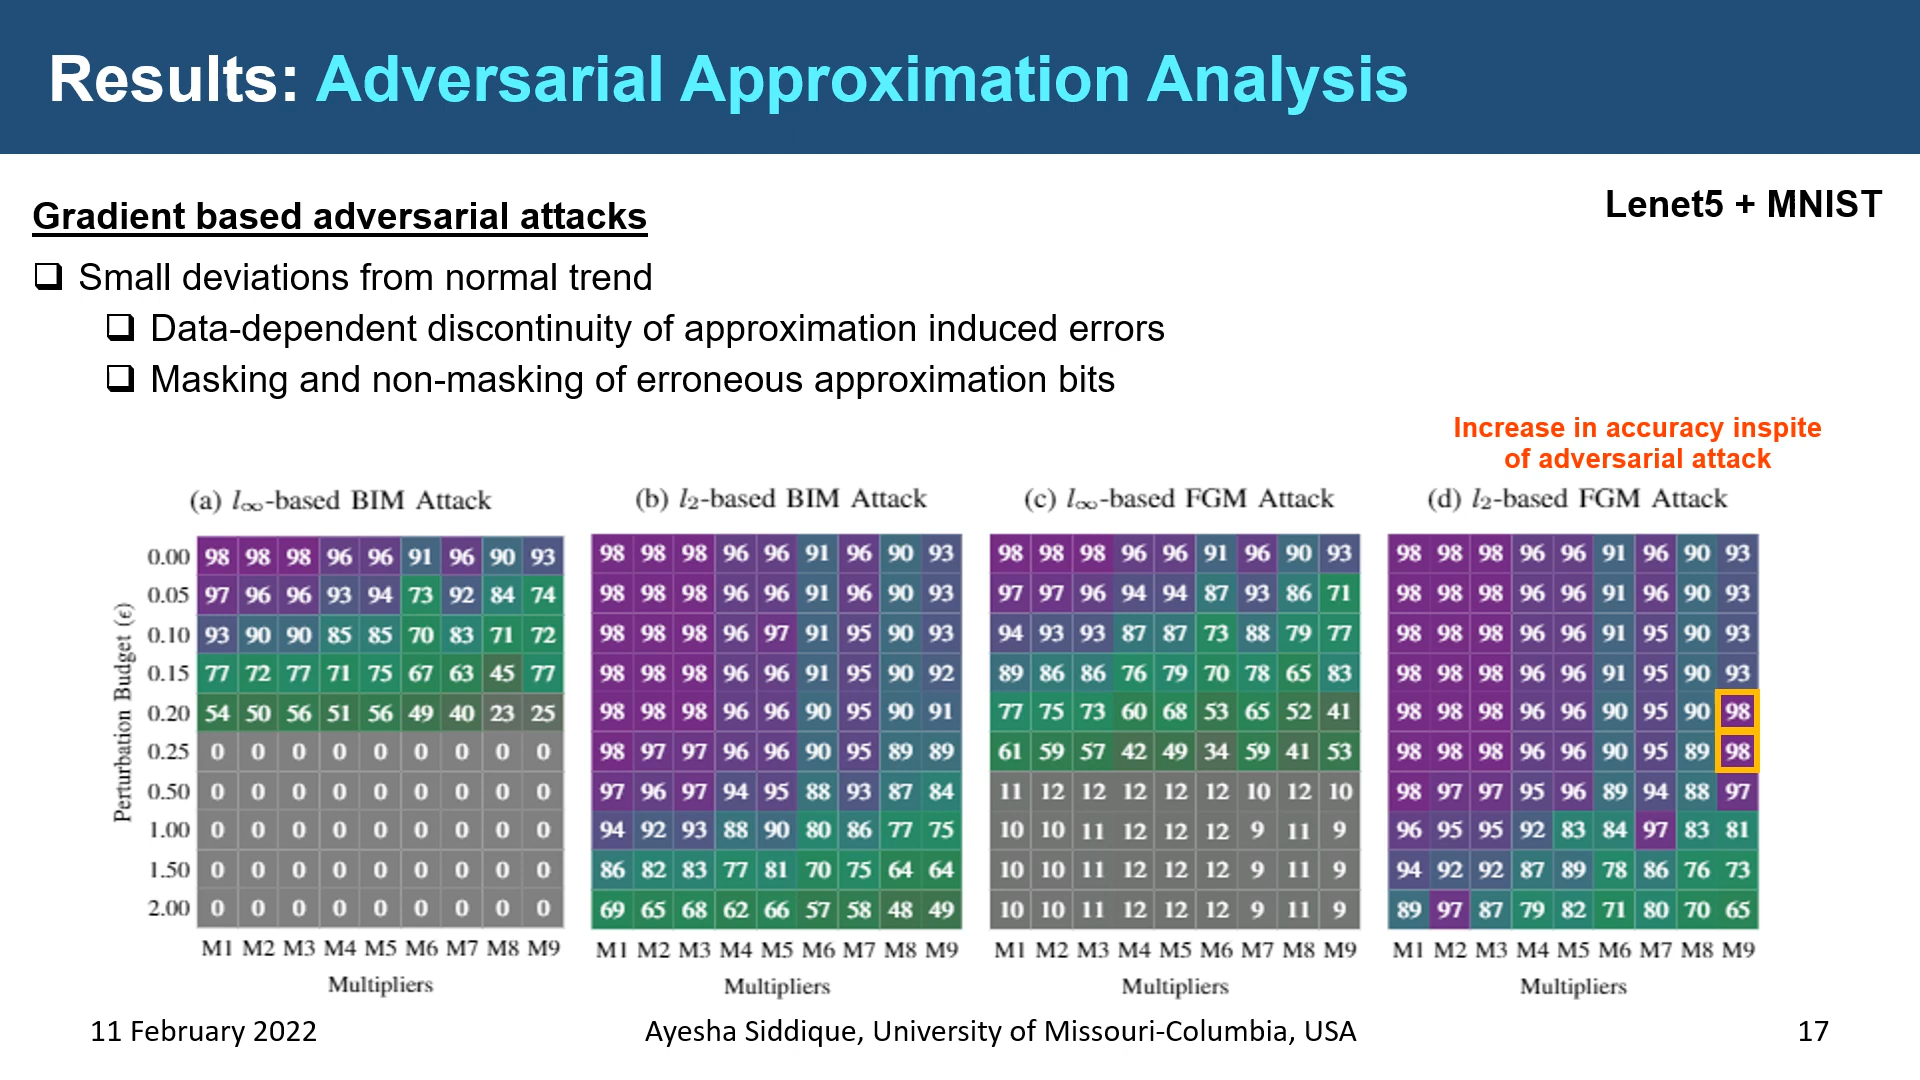 Results: Adversarial Approximation Analysis
Gradient based adversarial attacks
Lenet5 + MNIST
❑ Small deviations from normal trend
❑ Data-dependent discontinuity of approximation induced errors
❑ Masking and non-masking of erroneous approximation bits
Increase in accuracy inspite
of adversarial attack
(a) l∞-based BIM Attack
Perturbation Budget (ϵ)
0.00 98 98 98 96 96 91 96 90 93
0.05 97 96 96 93 94 73 92 84 74
0.10 93 90 90 85 85 70 83 71 72
0.15 77 72 77 71 75 67 63 45 77
0.20 54 50 56 51 56 49 40 23 25
0.25 0 0 0 0 0 0 0 0 0
0.50 0 0 0 0 0 0 0 0 0
1.00 0 0 0 0 0 0 0 0 0
1.50 0 0 0 0 0 0 0 0 0
2.00 0 0 0 0 0 0 0 0 0
M1 M2 M3 M4 M5 M6 M7 M8 M9
Multipliers
(b) l2-based BIM Attack
98 98 98 96 96 91 96 90 93
98 98 98 96 96 91 96 90 93
98 98 98 96 97 91 95 90 93
98 98 98 96 96 91 95 90 92
98 98 98 96 96 90 95 90 91
98 97 97 96 96 90 95 89 89
97 96 97 94 95 88 93 87 84
94 92 93 88 90 80 86 77 75
86 82 83 77 81 70 75 64 64
69 65 68 62 66 57 58 48 49
M1 M2 M3 M4 M5 M6 M7 M8 M9
Multipliers
(c) l∞-based FGM Attack
98 98 98 96 96 91 96 90 93
97 97 96 94 94 87 93 86 71
94 93 93 87 87 73 88 79 77
89 86 86 76 79 70 78 65 83
77 75 73 60 68 53 65 52 41
61 59 57 42 49 34 59 41 53
11 12 12 12 12 12 10 12 10
10 10 11 12 12 12 9 11 9
10 10 11 12 12 12 9 11 9
10 10 11 12 12 12 9 11 9
M1 M2 M3 M4 M5 M6 M7 M8 M9
Multipliers
(d) l2-based FGM Attack
98 98 98 96 96 91 96 90 93
98 98 98 96 96 91 96 90 93
98 98 98 96 96 91 95 90 93
98 98 98 96 96 91 95 90 93
98 98 98 96 96 90 95 90 98
98 98 98 96 96 90 95 89 98
98 97 97 95 96 89 94 88 97
96 95 95 92 83 84 97 83 81
94 92 92 87 89 78 86 76 73
89 97 87 79 82 71 80 70 65
M1 M2 M3 M4 M5 M6 M7 M8 M9
Multipliers
11 February 2022
Ayesha Siddique, University of Missouri-Columbia, USA
17